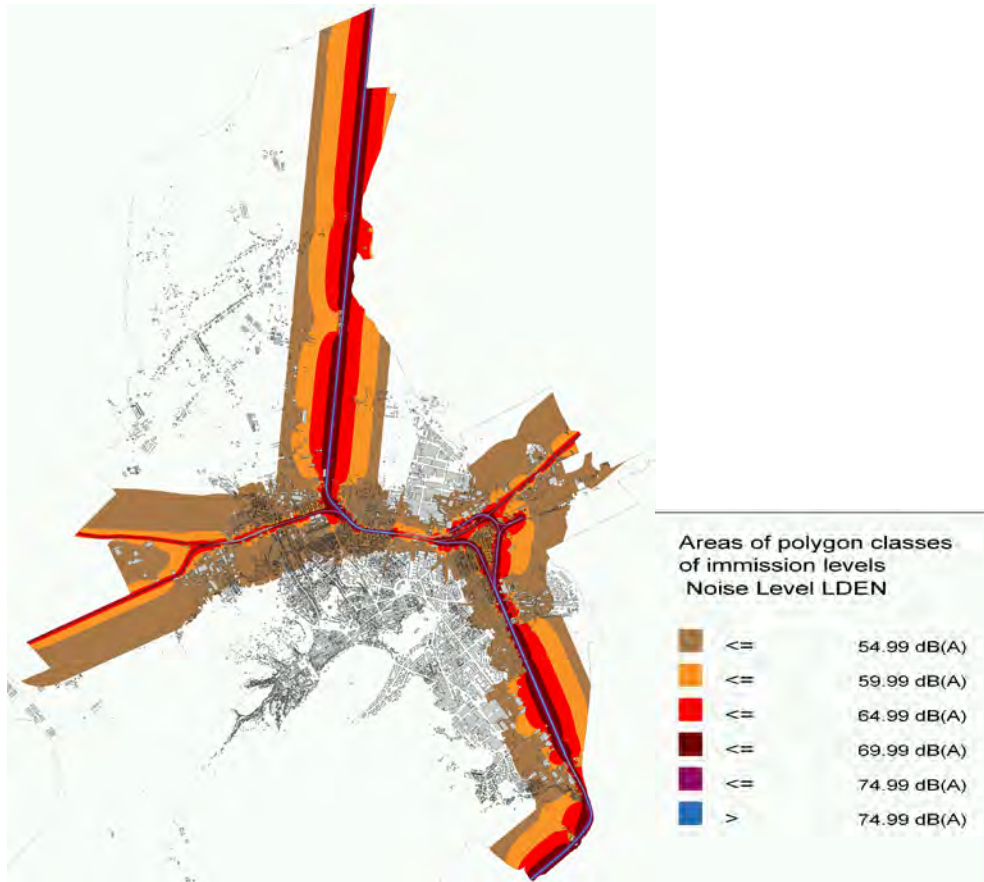 Areas of polygon classes
of immission levels
Noise Level LDEN
<= 54.99 dB(A)
<= 59.99 dB(A)
<= 64.99 dB(A)
<= 69.99 dB(A)
<= 74.99 dB(A)
> 74.99 dB(A)